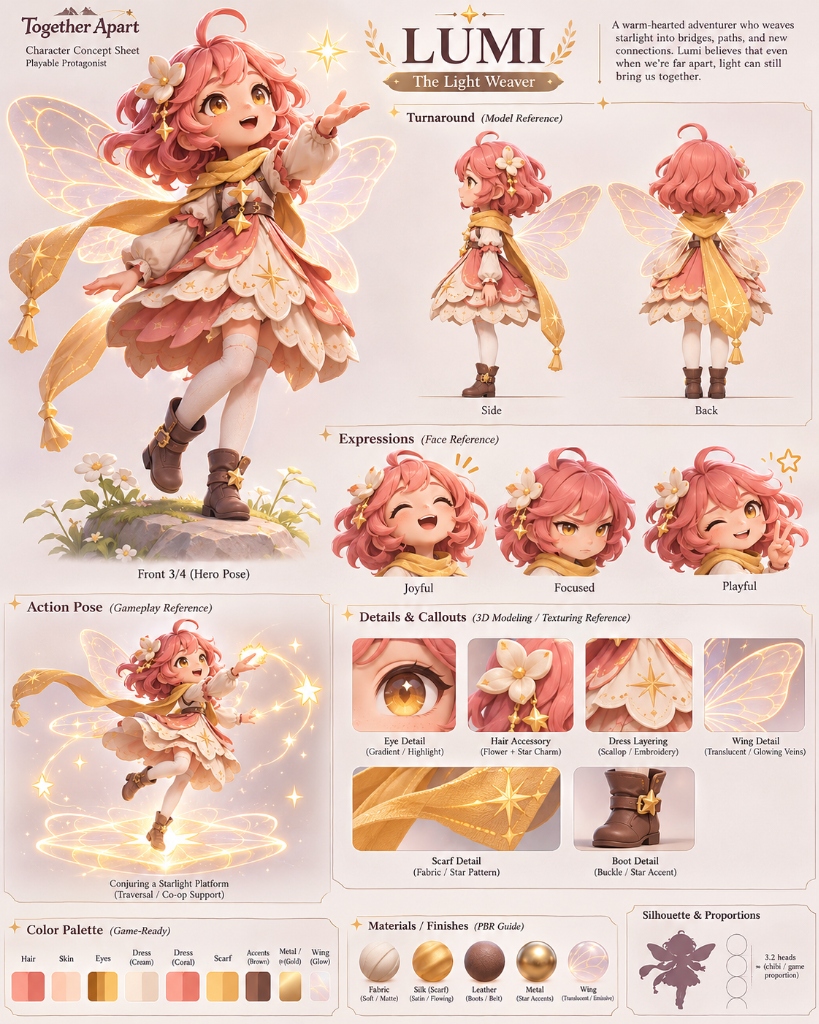 Together Apart
Character Concept Sheet
Playable Protagonist
LUMI
The Light Weaver
A warm-hearted adventurer who weaves
starlight into bridges, paths, and new
connections. Lumi believes that even
when we're far apart, light can still
bring us together.
Turnaround (Model Reference)
Side
Back
Front 3/4 (Hero Pose)
Expressions (Face Reference)
Joyful
Focused
Playful
Action Pose (Gameplay Reference)
Conjuring a Starlight Platform
(Traversal / Co-op Support)
Details & Callouts (3D Modeling / Texturing Reference)
Eye Detail
(Gradient / Highlight)
Hair Accessory
(Flower + Star Charm)
Dress Layering
(Scallop / Embroidery)
Wing Detail
(Translucent / Glowing Veins)
Scarf Detail
(Fabric / Star Pattern)
Boot Detail
(Buckle / Star Accent)
Color Palette (Game-Ready)
Hair
Skin
Eyes
Dress
(Cream)
Dress
(Coral)
Scarf
Accents
(Brown)
Metal /
(Gold)
Wing
(Glow)
Materials / Finishes (PBR Guide)
Fabric
(Soft / Matte)
Silk (Scarf)
(Satin / Flowing)
Leather
(Boots / Belt)
Metal
(Star Accents)
Wing
(Translucent / Emissive)
Silhouette & Proportions
3.2 heads
≈ (chibi / game
proportion)